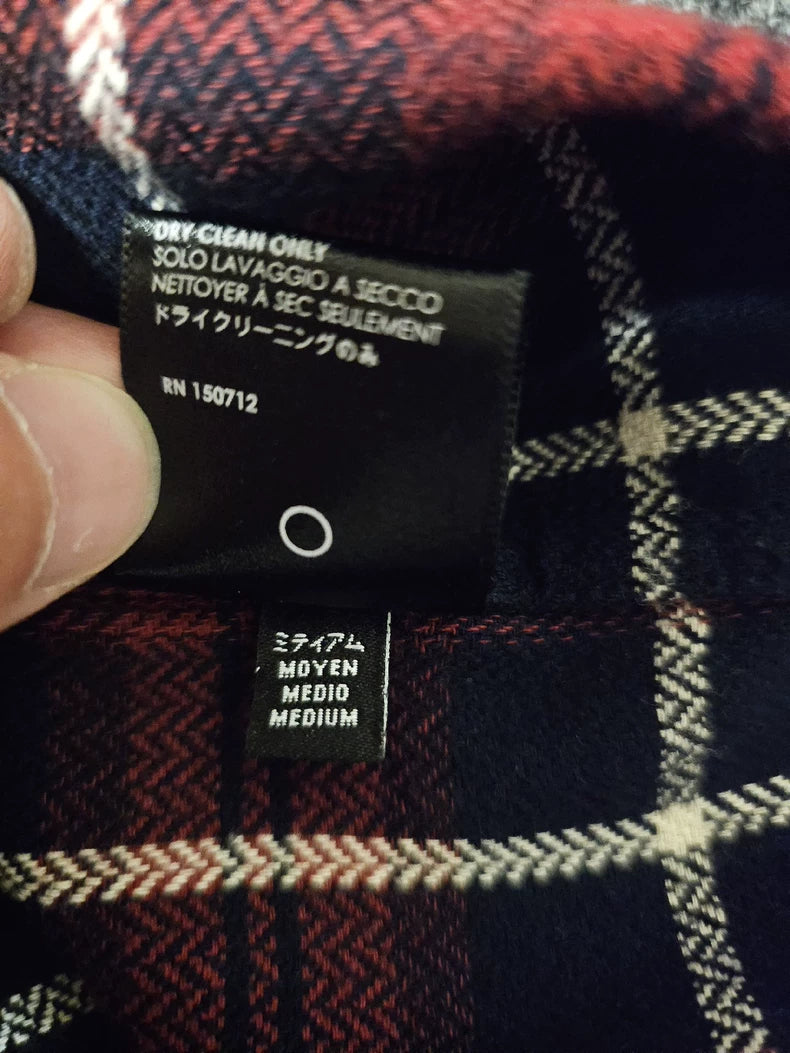 DRY CLEAN ONLY
SOLO LAVAGGIO A SECCO
NETTOYER À SEC SEULEMENT
ドライクリーニングのみ
RN 150712
ミディアム
MOYEN
MEDIO
MEDIUM